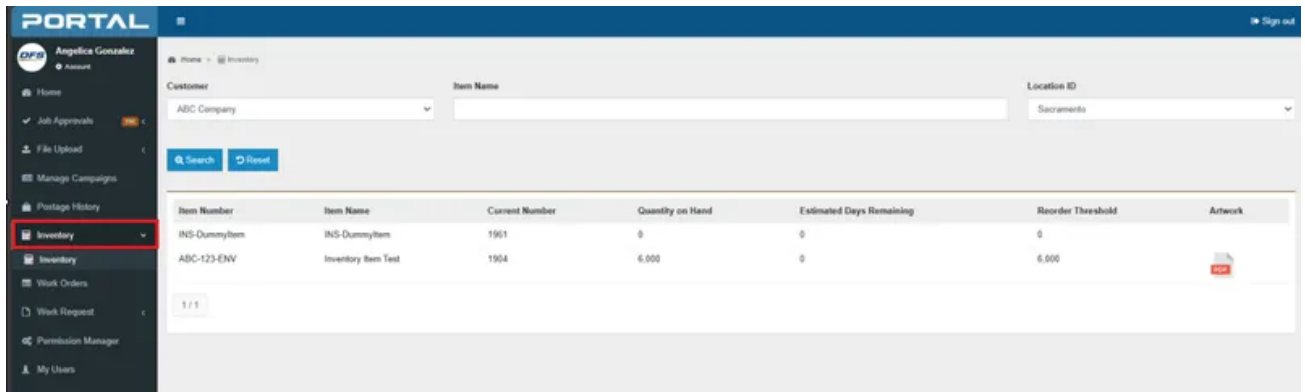 PORTAL
Sign out
OFS
Angelica Gonzalez
Account
Home
Job Approvals
File Upload
Manage Campaigns
Postage History
Inventory
Inventory
Work Orders
Work Request
Permission Manager
My Users
Home > Inventory
Customer Item Name Location ID
ABC Company Sacramento
Search Reset
Item Number Item Name Current Number Quantity on Hand Estimated Days Remaining Reorder Threshold Artwork
INS-DummyItem INS-DummyItem 1961 0 0 0
ABC-123-ENV Inventory Item Test 1904 6,000 0 6,000
PDF
1 / 1